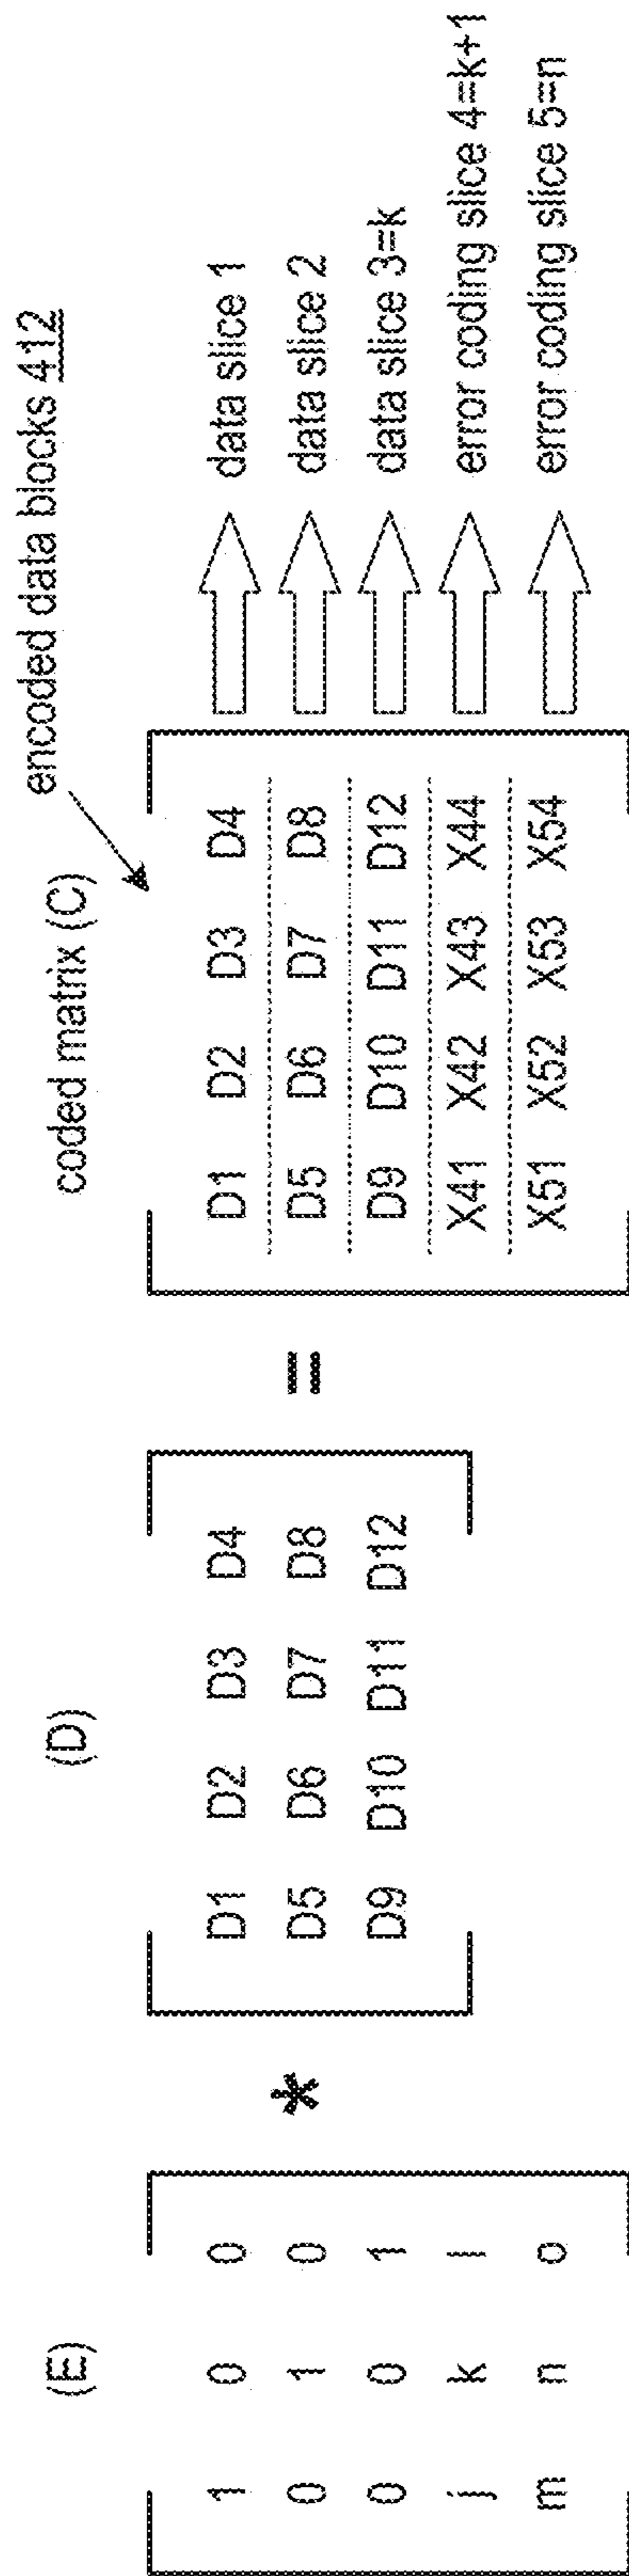 encoded data blocks 412
(E) (D) coded matrix (C)
1 0 0 D1 D2 D3 D4 D1 D2 D3 D4 data slice 1
0 1 0 * D5 D6 D7 D8 = D5 D6 D7 D8 data slice 2
0 0 1 D9 D10 D11 D12 D9 D10 D11 D12 data slice 3=k
j k l X41 X42 X43 X44 error coding slice 4=k+1
m n o X51 X52 X53 X54 error coding slice 5=n